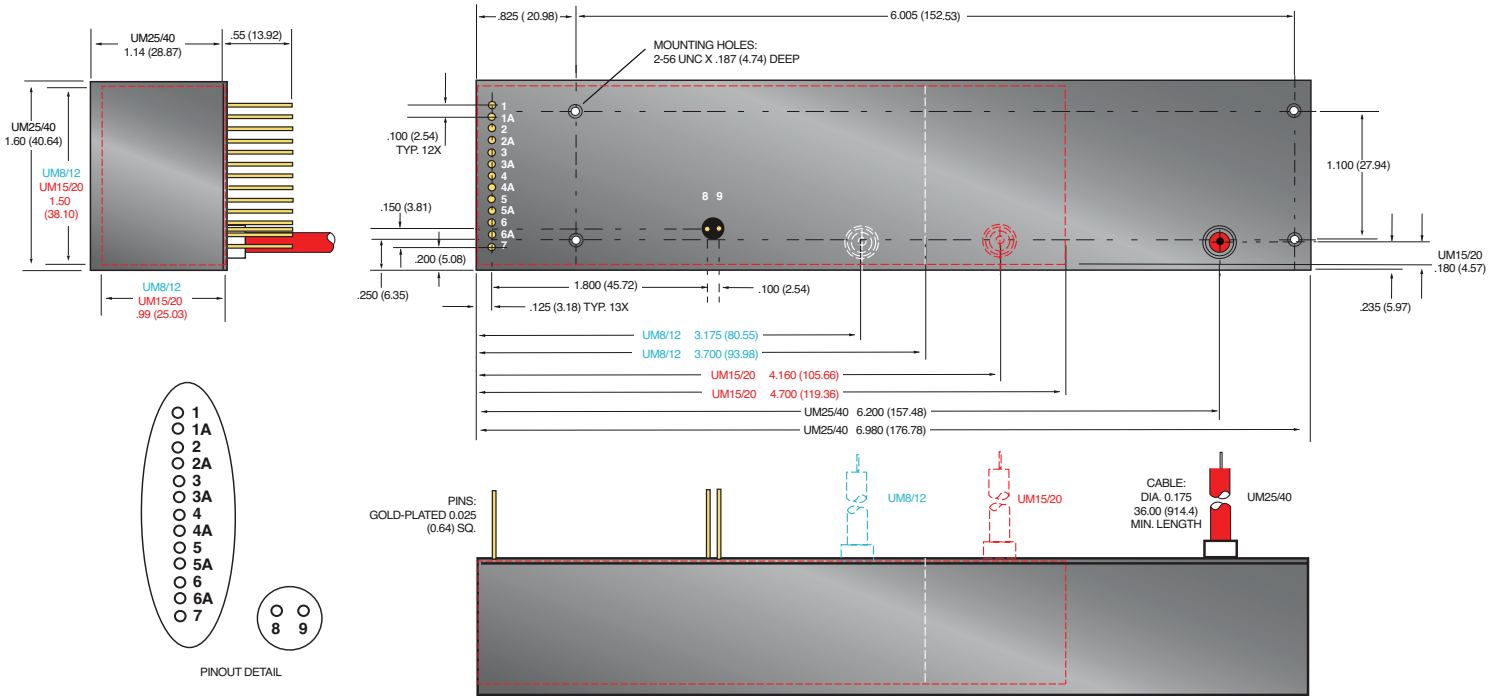 UM25/40
1.14 (28.87)
.55 (13.92)
UM25/40
1.60 (40.64)
UM8/12
UM15/20
1.50
(38.10)
UM8/12
UM15/20
.99 (25.03)
.825 (20.98)
6.005 (152.53)
MOUNTING HOLES:
2-56 UNC X .187 (4.74) DEEP
.100 (2.54)
TYP. 12X
1
1A
2
2A
3
3A
4
4A
5
5A
6
6A
7
8 9
1.100 (27.94)
.150 (3.81)
.200 (5.08)
.250 (6.35)
1.800 (45.72)
.100 (2.54)
.125 (3.18) TYP. 13X
UM15/20
.180 (4.57)
.235 (5.97)
UM8/12 3.175 (80.55)
UM8/12 3.700 (93.98)
UM15/20 4.160 (105.66)
UM15/20 4.700 (119.36)
UM25/40 6.200 (157.48)
UM25/40 6.980 (176.78)
1
1A
2
2A
3
3A
4
4A
5
5A
6
6A
7
8 9
PINOUT DETAIL
PINS:
GOLD-PLATED 0.025
(0.64) SQ.
UM8/12
UM15/20
CABLE:
DIA. 0.175
36.00 (914.4)
MIN. LENGTH
UM25/40